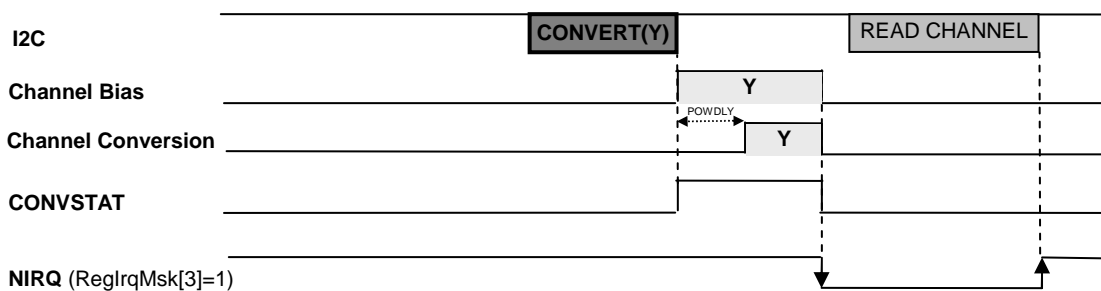 I2C
CONVERT(Y)
READ CHANNEL
Channel Bias
Y
POWDLY
Channel Conversion
Y
CONVSTAT
NIRQ (RegIrqMsk[3]=1)